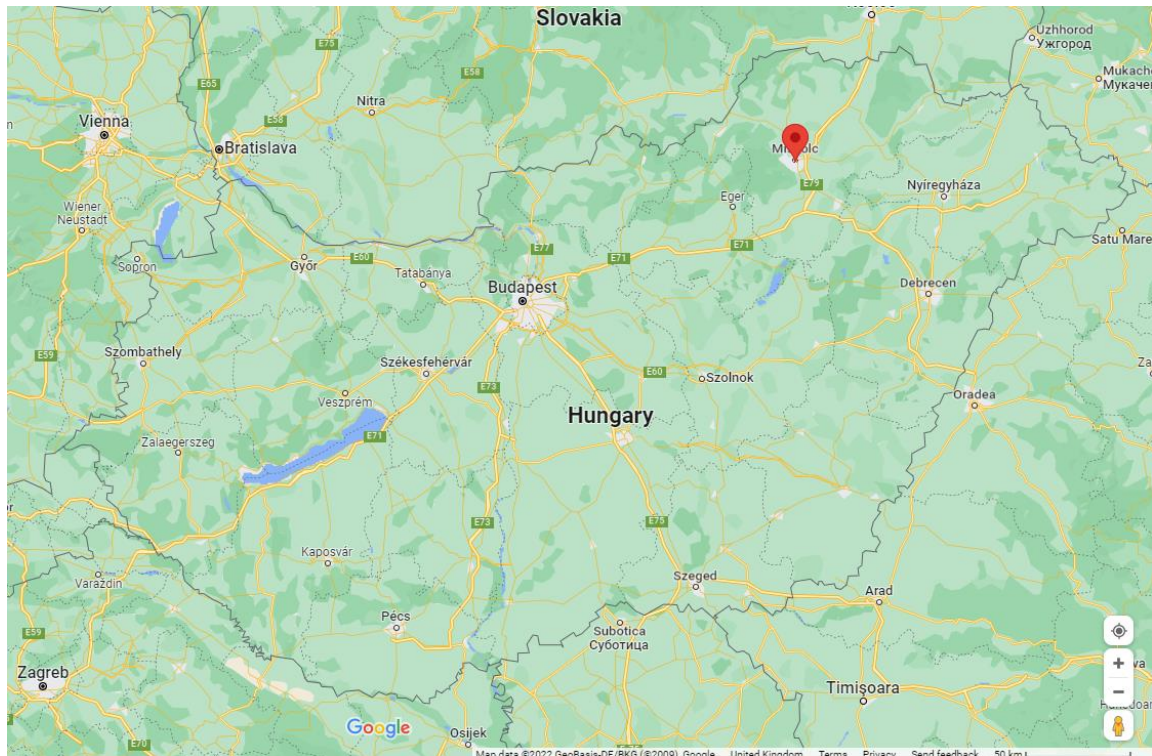 Slovakia
E75
E65
E58
Uzhhorod
Ужгород
Vienna
Nitra
E58
Bratislava
Nyíregyháza
E79
Eger
Wiener
Neustadt
Satu Mare
E77
E71
E71
Sopron
Győr
E60
Tatabánya
Budapest
Debrecen
E59
Szombathely
Székesfehérvár
E60
Szolnok
E73
Veszprém
Oradea
Hungary
E71
Zalaegerszeg
E73
E75
Kaposvár
Szeged
Varaždin
Arad
Pécs
Subotica
Суботица
E59
Zagreb
Timișoara
Google
Osijek
E70
Map data ©2022 GeoBasis-DE/BKG (©2009), Google United Kingdom Terms Privacy Send feedback 50 km